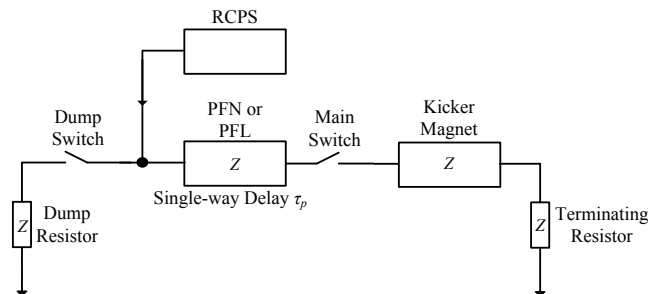 RCPS
Dump
Switch
PFN or
PFL
Main
Switch
Kicker
Magnet
Z
Z
Single-way Delay τp
Z
Dump
Resistor
Z
Terminating
Resistor